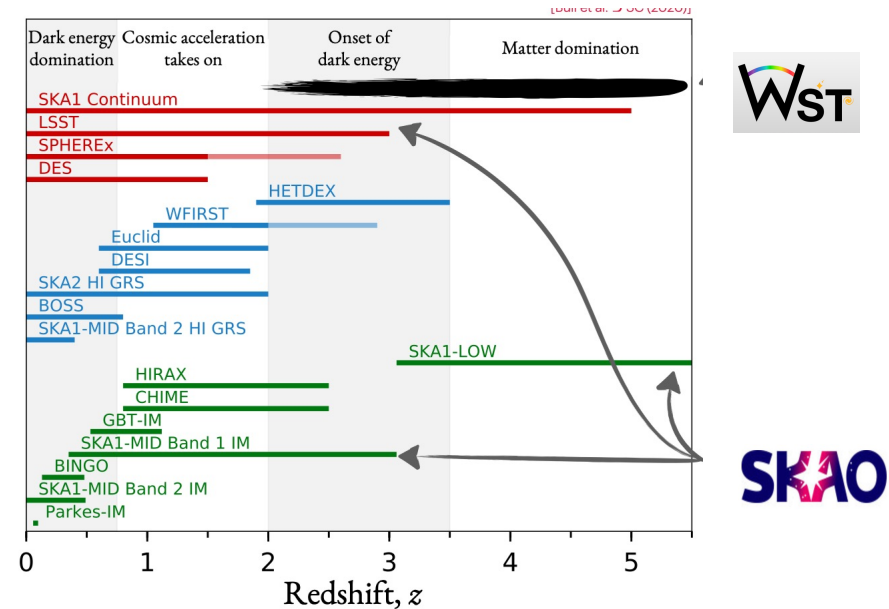 Dark energy
domination
Cosmic acceleration
takes on
Onset of
dark energy
Matter domination
WST
SKA1 Continuum
LSST
SPHEREx
DES
HETDEX
WFIRST
Euclid
DESI
SKA2 HI GRS
BOSS
SKA1-MID Band 2 HI GRS
SKA1-LOW
HIRAX
CHIME
GBT-IM
SKA1-MID Band 1 IM
BINGO
SKA1-MID Band 2 IM
Parkes-IM
SKAO
0 1 2 3 4 5
Redshift, z